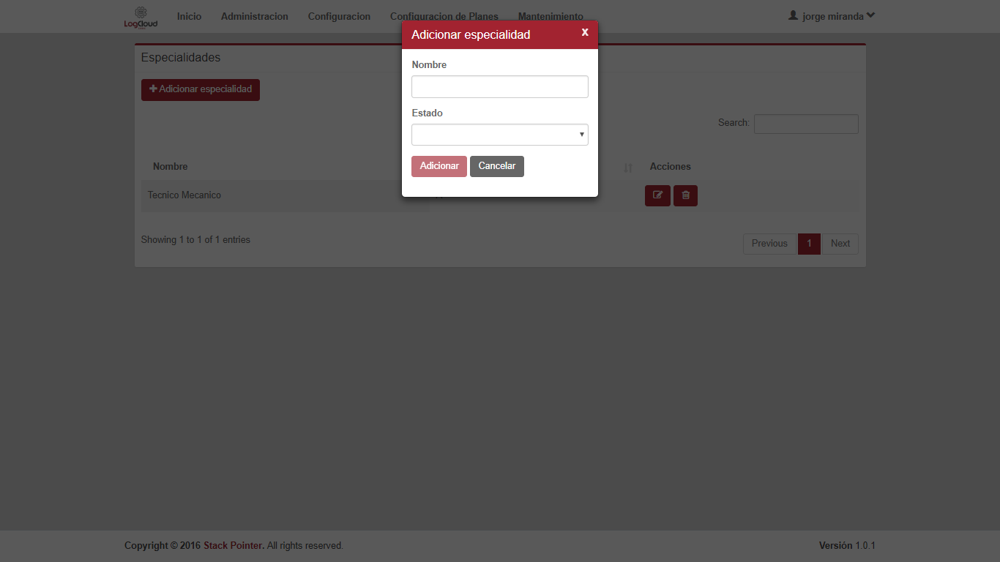 LogCloud
Inicio
Administracion
Configuracion
Configuracion de Planes
Mantenimiento
jorge miranda
Adicionar especialidad
x
Nombre
Estado
Adicionar
Cancelar
Especialidades
Adicionar especialidad
Search:
Nombre
Acciones
Tecnico Mecanico
Showing 1 to 1 of 1 entries
Previous
1
Next
Copyright © 2016 Stack Pointer. All rights reserved.
Versión 1.0.1